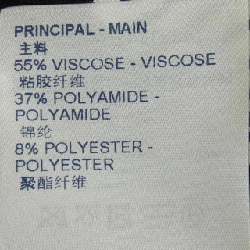 PRINCIPAL - MAIN
主料
55% VISCOSE - VISCOSE
粘胶纤维
37% POLYAMIDE -
POLYAMIDE
锦纶
8% POLYESTER -
POLYESTER
聚酯纤维